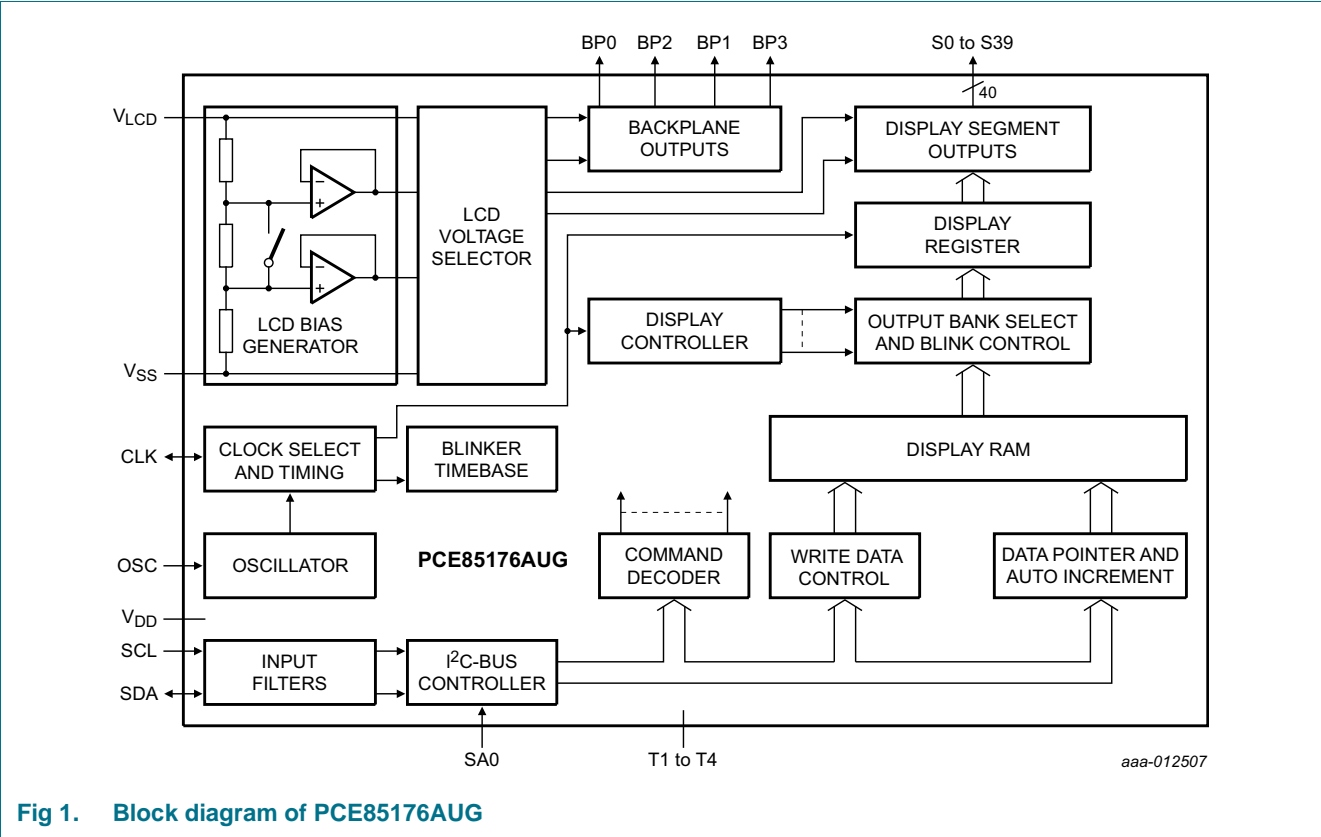 BP0 BP2 BP1 BP3 S0 to S39
40
VLCD
BACKPLANE
OUTPUTS
DISPLAY SEGMENT
OUTPUTS
−
+
LCD
VOLTAGE
SELECTOR
DISPLAY
REGISTER
−
+
LCD BIAS
GENERATOR
DISPLAY
CONTROLLER
OUTPUT BANK SELECT
AND BLINK CONTROL
VSS
CLK
CLOCK SELECT
AND TIMING
BLINKER
TIMEBASE
DISPLAY RAM
OSC
OSCILLATOR
PCE85176AUG
COMMAND
DECODER
WRITE DATA
CONTROL
DATA POINTER AND
AUTO INCREMENT
VDD
SCL
SDA
INPUT
FILTERS
I2C-BUS
CONTROLLER
SA0
T1 to T4
aaa-012507
Fig 1. Block diagram of PCE85176AUG